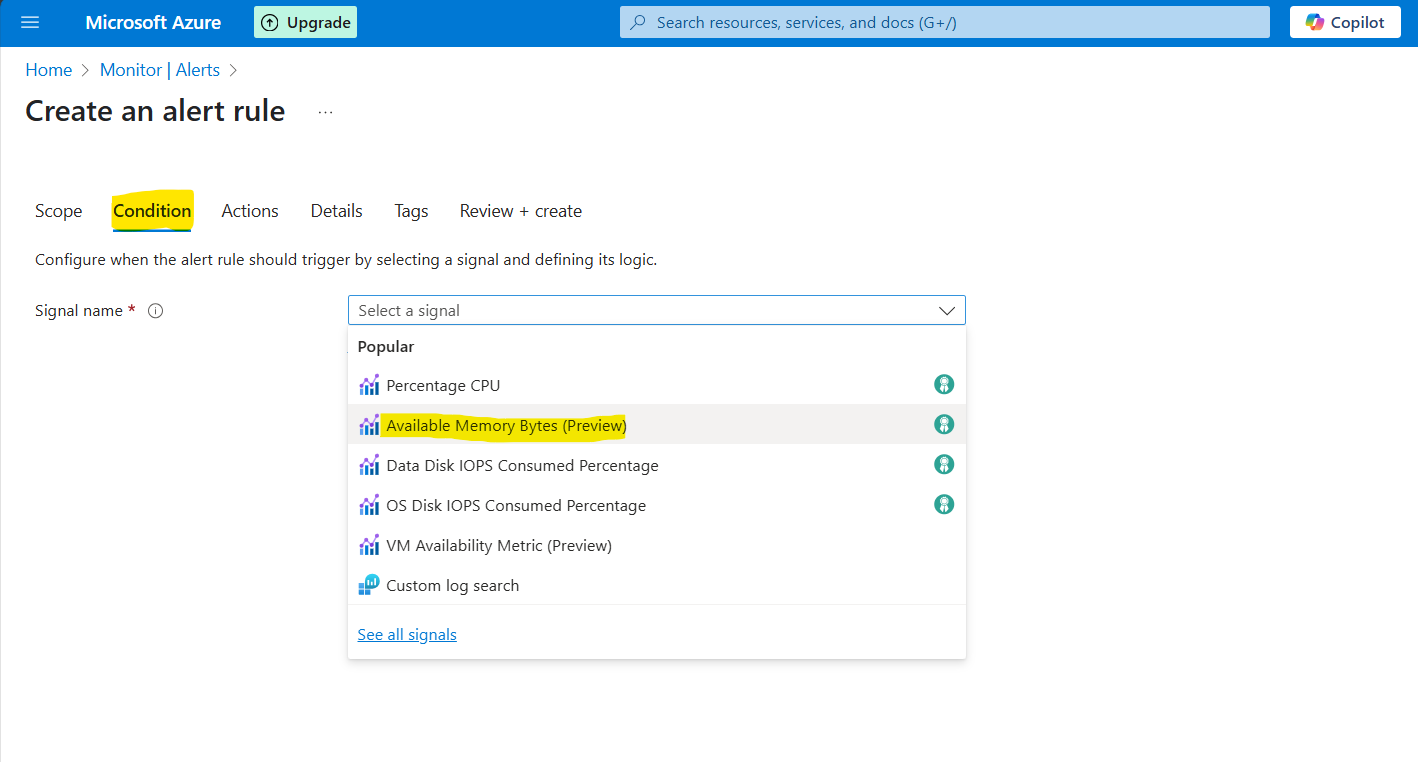 Microsoft Azure Upgrade Search resources, services, and docs (G+/) Copilot
Home > Monitor | Alerts >
Create an alert rule ...
Scope Condition Actions Details Tags Review + create
Configure when the alert rule should trigger by selecting a signal and defining its logic.
Signal name * Select a signal
Popular
Percentage CPU
Available Memory Bytes (Preview)
Data Disk IOPS Consumed Percentage
OS Disk IOPS Consumed Percentage
VM Availability Metric (Preview)
Custom log search
See all signals